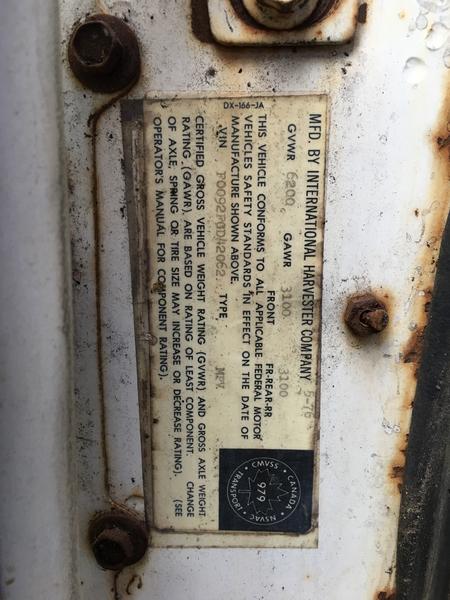 DX-166-JA
MFD. BY INTERNATIONAL HARVESTER COMPANY 5-76
GVWR 6200 GAWR 3100 3100
FRONT FR-REAR-RR
THIS VEHICLE CONFORMS TO ALL APPLICABLE FEDERAL MOTOR
VEHICLES SAFETY STANDARDS IN EFFECT ON THE DATE OF
MANUFACTURE SHOWN ABOVE.
VIN TYPE: MPV
CERTIFIED GROSS VEHICLE WEIGHT RATING (GVWR) AND GROSS AXLE WEIGHT
RATING (GAWR), ARE BASED ON RATING OF LEAST COMPONENT. CHANGE
OF AXLE, SPRING OR TIRE SIZE MAY INCREASE OR DECREASE RATING). (SEE
OPERATOR'S MANUAL FOR COMPONENT RATING).
CANADA
CMVSS NSVAC
979
TRANSPORT